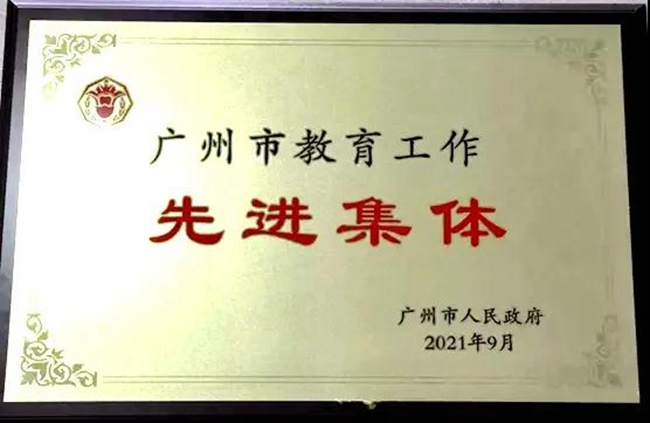 广州市教育工作
先进集体
广州市人民政府
2021年9月